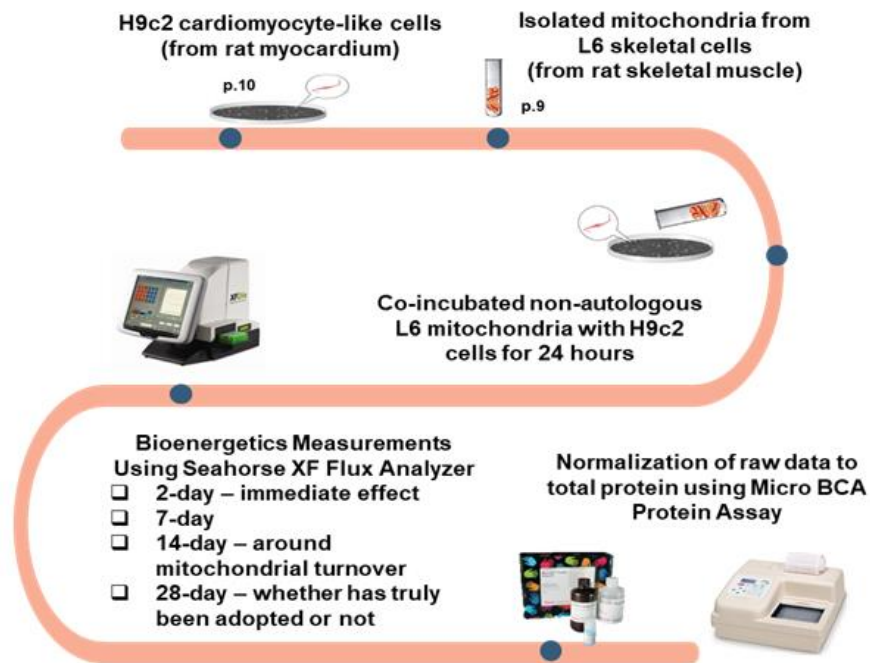 H9c2 cardiomyocyte-like cells
(from rat myocardium)
p.10
Isolated mitochondria from
L6 skeletal cells
(from rat skeletal muscle)
p.9
Co-incubated non-autologous
L6 mitochondria with H9c2
cells for 24 hours
Bioenergetics Measurements
Using Seahorse XF Flux Analyzer
❑ 2-day – immediate effect
❑ 7-day
❑ 14-day – around
mitochondrial turnover
❑ 28-day – whether has truly
been adopted or not
Normalization of raw data to
total protein using Micro BCA
Protein Assay